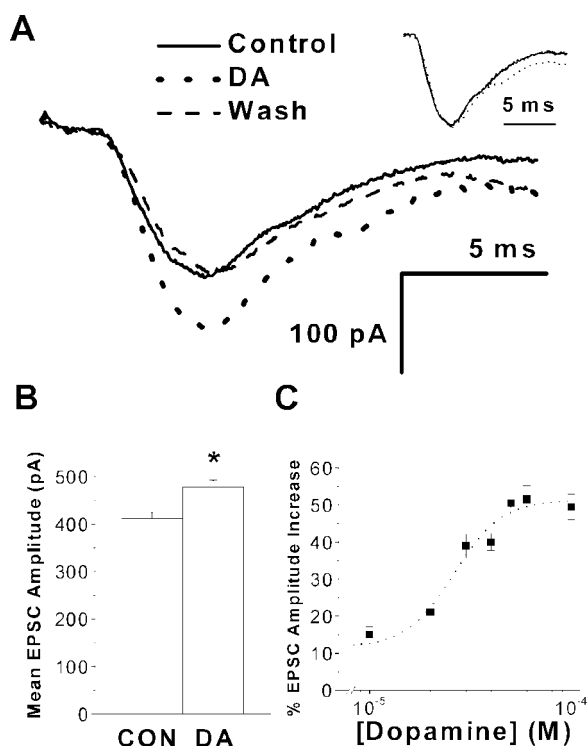 A
Control
DA
Wash
5 ms
5 ms
100 pA
B
*
Mean EPSC Amplitude (pA)
500
400
300
200
100
0
CON DA
C
% EPSC Amplitude Increase
60
50
40
30
20
10
0
10⁻⁵
10⁻⁴
[Dopamine] (M)